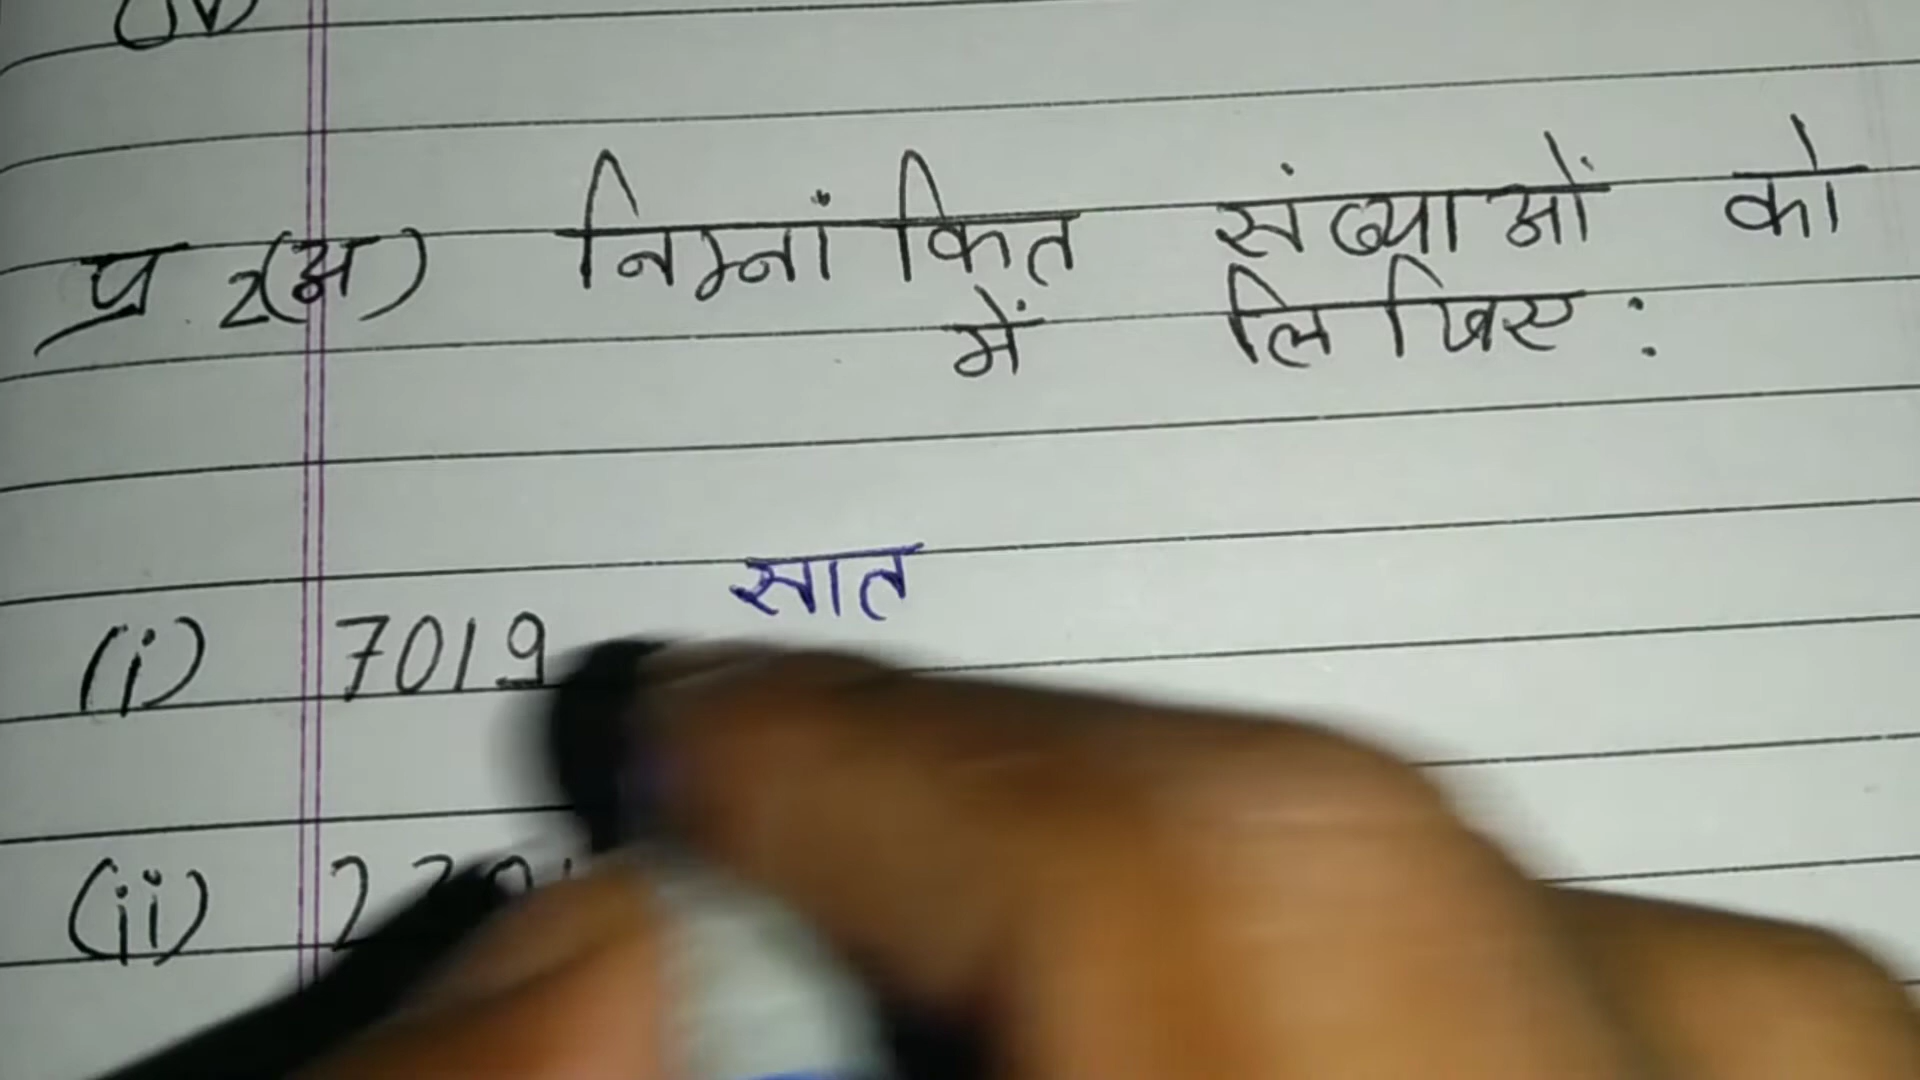 प्र 2(अ) निम्नांकित संख्याओं को
में लिखिए :
सात
(i) 7019
(ii)